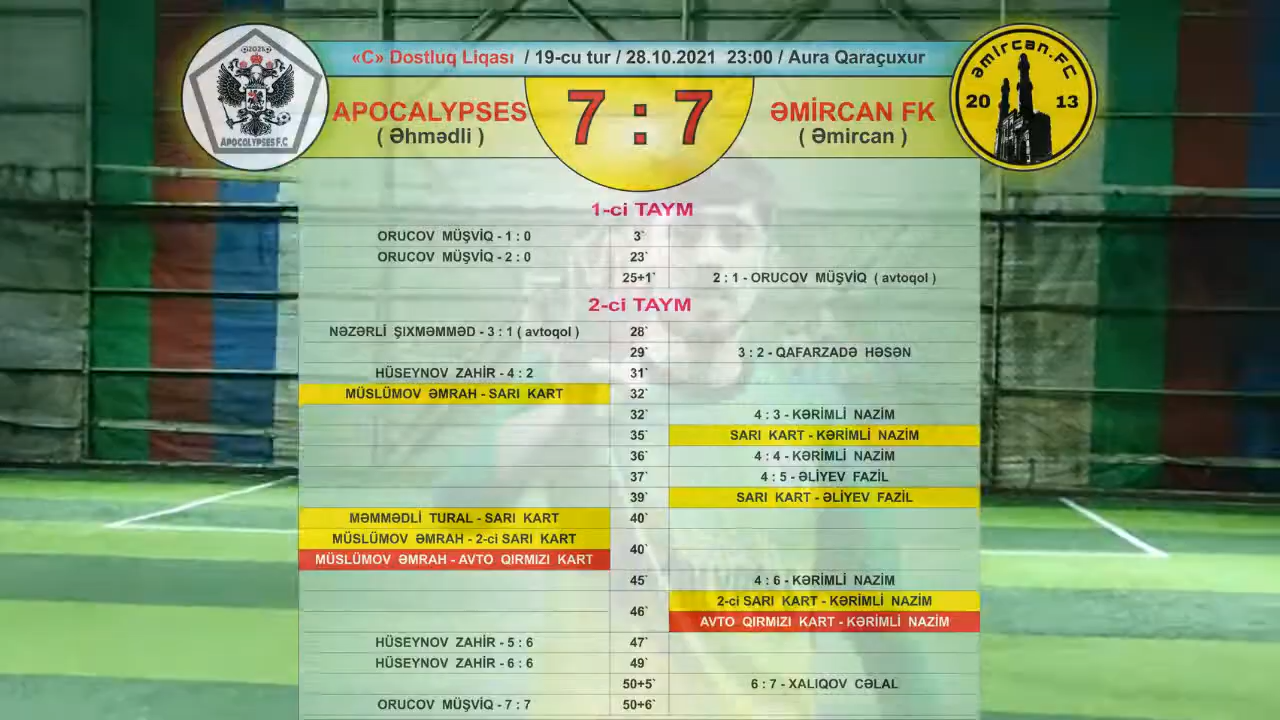 2021
APOCOLYPSES F.C
«C» Dostluq Liqası / 19-cu tur / 28.10.2021 23:00 / Aura Qaraçuxur
APOCALYPSES 7 : 7 ƏMİRCAN FK
( Əhmədli ) ( Əmircan )
əmircan.FC
20 13
1-ci TAYM
ORUCOV MÜŞVİQ - 1 : 0 3`
ORUCOV MÜŞVİQ - 2 : 0 23`
25+1` 2 : 1 - ORUCOV MÜŞVİQ ( avtoqol )
2-ci TAYM
NƏZƏRLİ ŞIXMƏMMƏD - 3 : 1 ( avtoqol ) 28`
29` 3 : 2 - QAFARZADƏ HƏSƏN
HÜSEYNOV ZAHİR - 4 : 2 31`
MÜSLÜMOV ƏMRAH - SARI KART 32`
32` 4 : 3 - KƏRİMLİ NAZİM
35` SARI KART - KƏRİMLİ NAZİM
36` 4 : 4 - KƏRİMLİ NAZİM
37` 4 : 5 - ƏLİYEV FAZİL
39` SARI KART - ƏLİYEV FAZİL
MƏMMƏDLİ TURAL - SARI KART 40`
MÜSLÜMOV ƏMRAH - 2-ci SARI KART
40`
MÜSLÜMOV ƏMRAH - AVTO QIRMIZI KART
45` 4 : 6 - KƏRİMLİ NAZİM
2-ci SARI KART - KƏRİMLİ NAZİM
46`
AVTO QIRMIZI KART - KƏRİMLİ NAZİM
HÜSEYNOV ZAHİR - 5 : 6 47`
HÜSEYNOV ZAHİR - 6 : 6 49`
50+5` 6 : 7 - XALIQOV CƏLAL
ORUCOV MÜŞVİQ - 7 : 7 50+6`